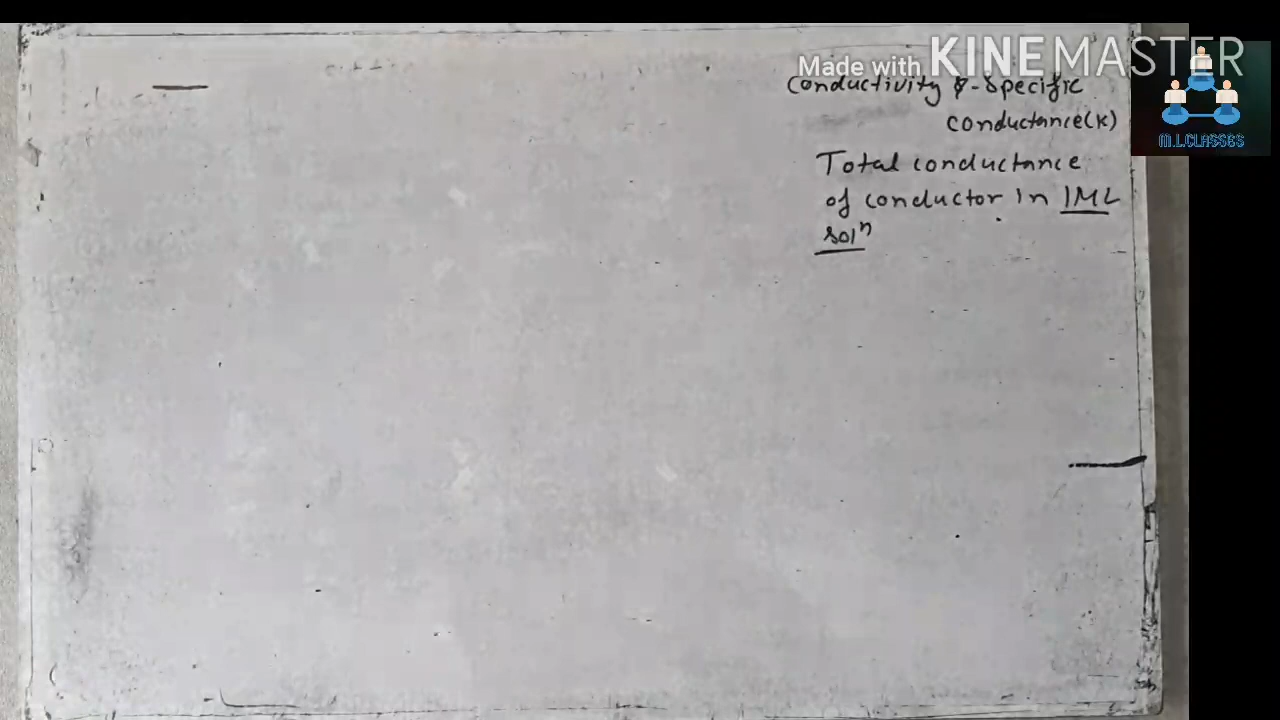 Made with KINEMASTER
Conductivity & -specific
conductance(K)
M.L.CLASSES
Total conductance
of conductor in 1ML
solⁿ